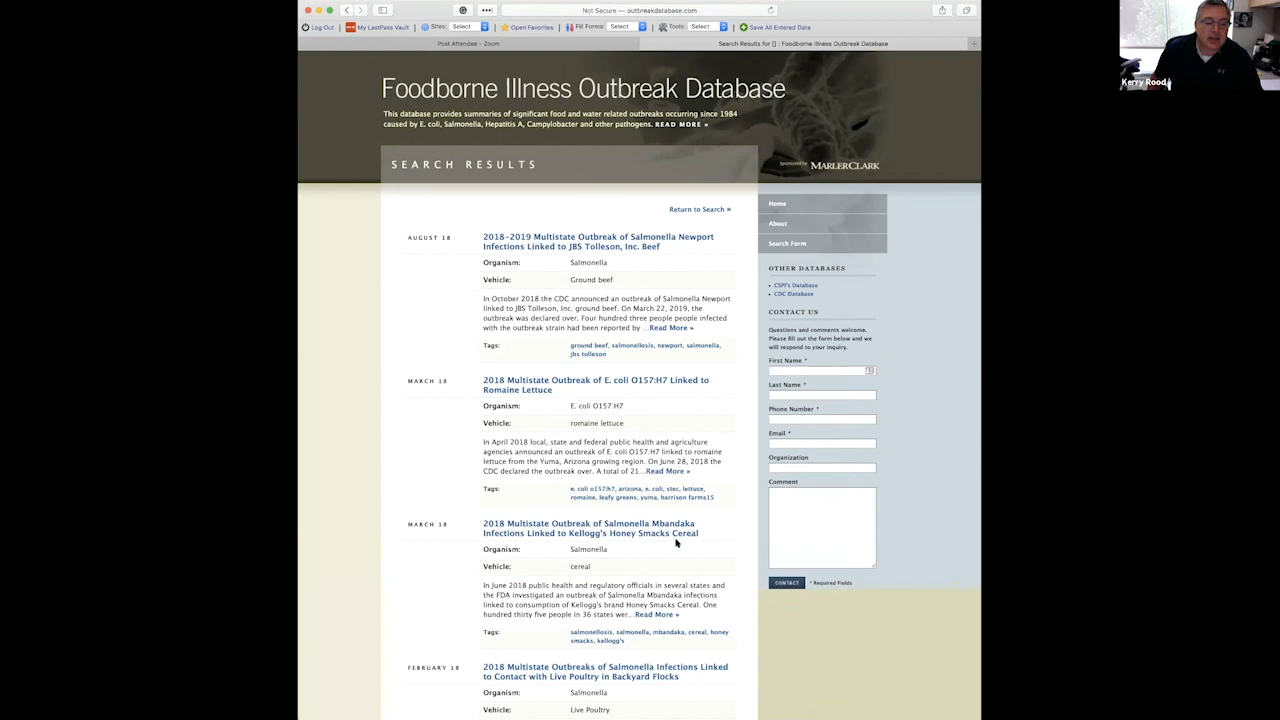 Not Secure — outbreakdatabase.com
Log Out
My LastPass Vault
Sites: Select
Open Favorites
Fill Forms: Select
Tools: Select
Save All Entered Data
Post Attendee - Zoom
Search Results for [] : Foodborne Illness Outbreak Database
Kerry Rood
Foodborne Illness Outbreak Database
This database provides summaries of significant food and water related outbreaks occurring since 1984
caused by E. coli, Salmonella, Hepatitis A, Campylobacter and other pathogens. READ MORE »
SEARCH RESULTS
Sponsored by MARLERCLARK
Return to Search »
AUGUST 18
2018-2019 Multistate Outbreak of Salmonella Newport
Infections Linked to JBS Tolleson, Inc. Beef
Organism: Salmonella
Vehicle: Ground beef
In October 2018 the CDC announced an outbreak of Salmonella Newport
linked to JBS Tolleson, Inc. ground beef. On March 22, 2019, the
outbreak was declared over. Four hundred three people people infected
with the outbreak strain had been reported by ...Read More »
Tags: ground beef, salmonellosis, newport, salmonella,
jbs tolleson
MARCH 18
2018 Multistate Outbreak of E. coli O157:H7 Linked to
Romaine Lettuce
Organism: E. coli O157:H7
Vehicle: romaine lettuce
In April 2018 local, state and federal public health and agriculture
agencies announced an outbreak of E. coli O157:H7 linked to romaine
lettuce from the Yuma, Arizona growing region. On June 28, 2018 the
CDC declared the outbreak over. A total of 21...Read More »
Tags: e. coli o157:h7, arizona, e. coli, stec, lettuce,
romaine, leafy greens, yuma, harrison farms15
MARCH 18
2018 Multistate Outbreak of Salmonella Mbandaka
Infections Linked to Kellogg's Honey Smacks Cereal
Organism: Salmonella
Vehicle: cereal
In June 2018 public health and regulatory officials in several states and
the FDA investigated an outbreak of Salmonella Mbandaka infections
linked to consumption of Kellogg's brand Honey Smacks Cereal. One
hundred thirty five people in 36 states wer...Read More »
Tags: salmonellosis, salmonella, mbandaka, cereal, honey
smacks, kellogg's
FEBRUARY 18
2018 Multistate Outbreaks of Salmonella Infections Linked
to Contact with Live Poultry in Backyard Flocks
Organism: Salmonella
Vehicle: Live Poultry
Home
About
Search Form
OTHER DATABASES
CSPI's Database
CDC Database
CONTACT US
Questions and comments welcome.
Please fill out the form below and we
will respond to your inquiry.
First Name *
Last Name *
Phone Number *
Email *
Organization
Comment
CONTACT * Required Fields